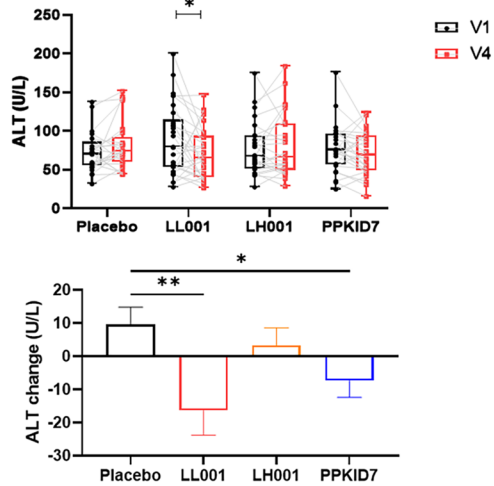 *
250
200
150
100
50
0
ALT (U/L)
Placebo LL001 LH001 PPKID7
V1
V4
*
**
20
10
0
-10
-20
-30
ALT change (U/L)
Placebo LL001 LH001 PPKID7